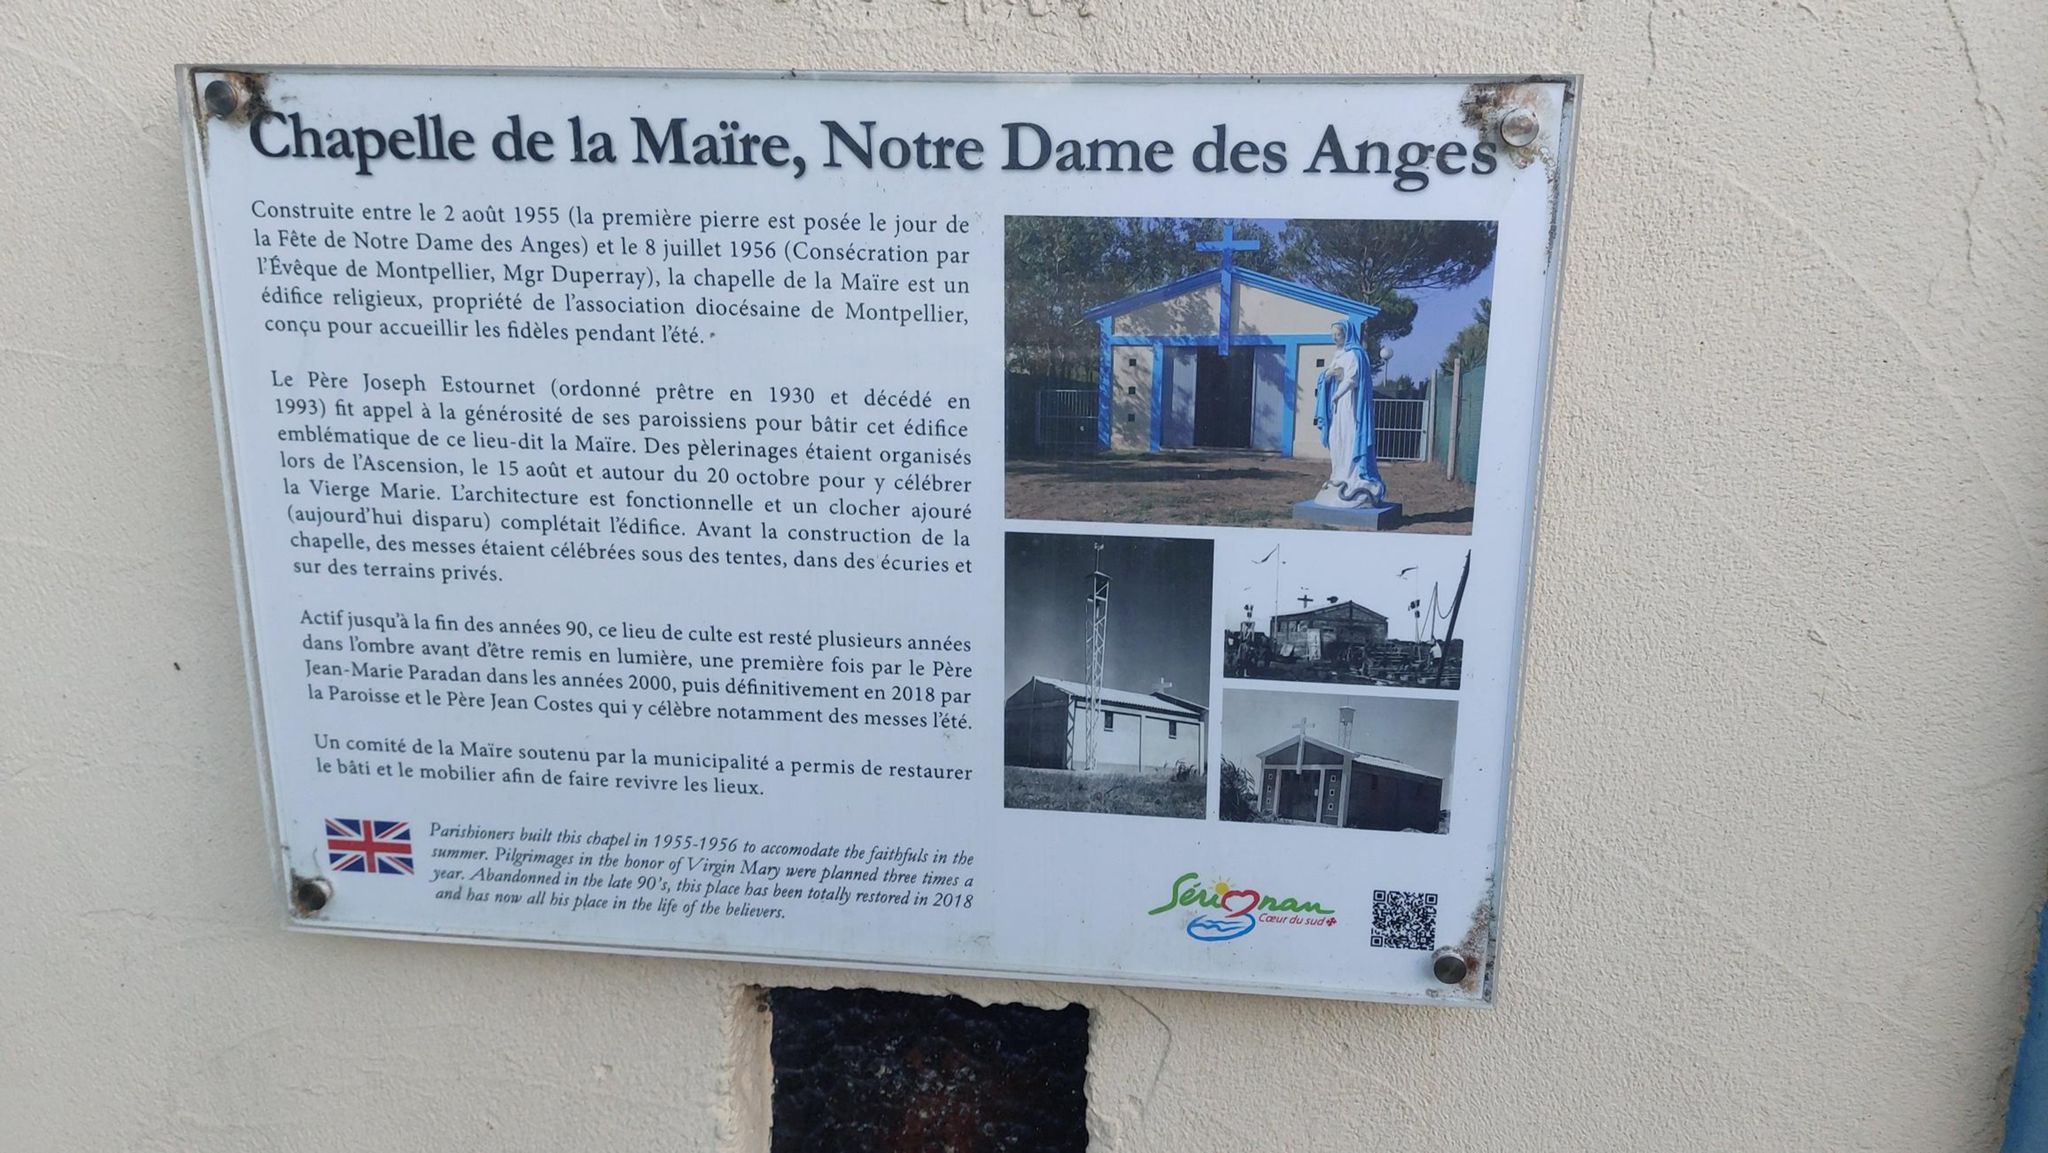 Chapelle de la Maïre, Notre Dame des Anges
Construite entre le 2 août 1955 (la première pierre est posée le jour de
la Fête de Notre Dame des Anges) et le 8 juillet 1956 (Consécration par
l'Évêque de Montpellier, Mgr Duperray), la chapelle de la Maïre est un
édifice religieux, propriété de l'association diocésaine de Montpellier,
conçu pour accueillir les fidèles pendant l'été.
Le Père Joseph Estournet (ordonné prêtre en 1930 et décédé en
1993) fit appel à la générosité de ses paroissiens pour bâtir cet édifice
emblématique de ce lieu-dit la Maïre. Des pèlerinages étaient organisés
lors de l'Ascension, le 15 août et autour du 20 octobre pour y célébrer
la Vierge Marie. L'architecture est fonctionnelle et un clocher ajouré
(aujourd'hui disparu) complétait l'édifice. Avant la construction de la
chapelle, des messes étaient célébrées sous des tentes, dans des écuries et
sur des terrains privés.
Actif jusqu'à la fin des années 90, ce lieu de culte est resté plusieurs années
dans l'ombre avant d'être remis en lumière, une première fois par le Père
Jean-Marie Paradan dans les années 2000, puis définitivement en 2018 par
la Paroisse et le Père Jean Costes qui y célèbre notamment des messes l'été.
Un comité de la Maïre soutenu par la municipalité a permis de restaurer
le bâti et le mobilier afin de faire revivre les lieux.
Parishioners built this chapel in 1955-1956 to accomodate the faithfuls in the
summer. Pilgrimages in the honor of Virgin Mary were planned three times a
year. Abandonned in the late 90's, this place has been totally restored in 2018
and has now all his place in the life of the believers.
Sérignan
Cœur du sud